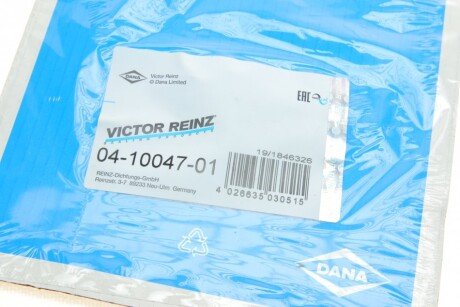 DANA
Victor Reinz
© Dana Limited
EAC
VICTOR REINZ
19/1846326
04-10047-01
REINZ-Dichtungs-GmbH
Reinzstr. 3-7 89233 Neu-Ulm, Germany
4 026635 030515
DANA